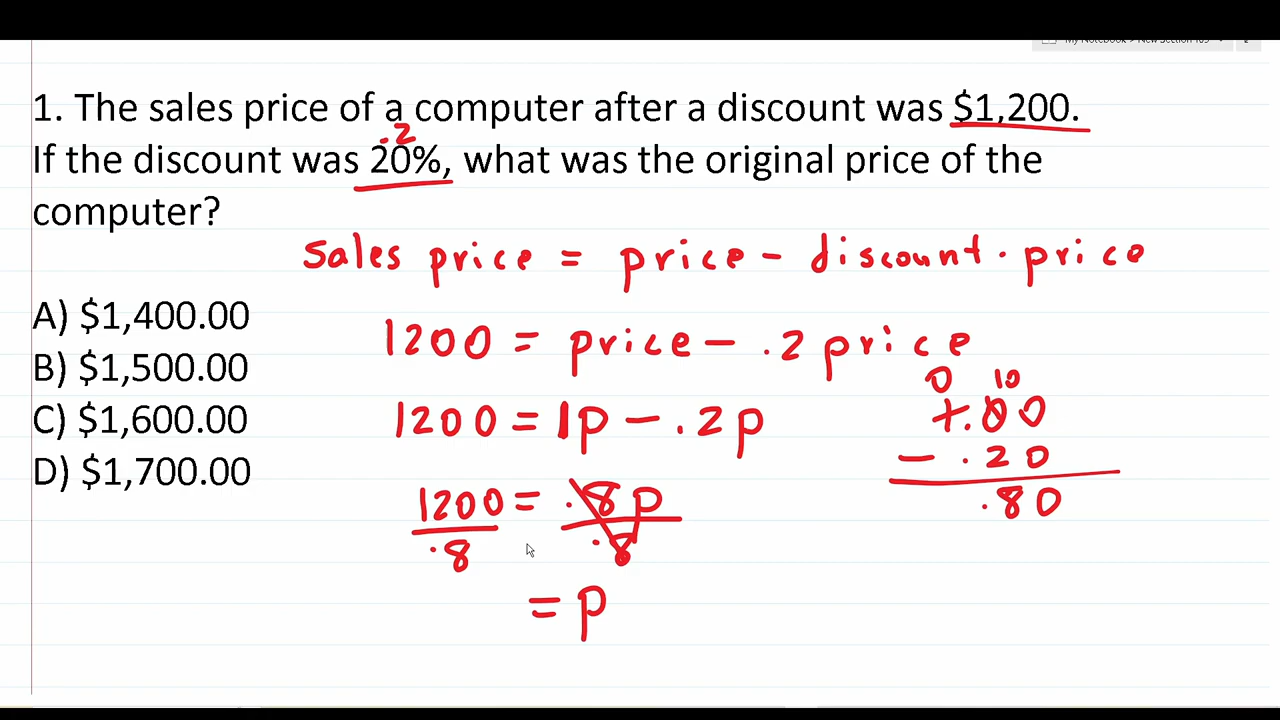 1. The sales price of a computer after a discount was $1,200.
.2
If the discount was 20%, what was the original price of the
computer?
sales price = price - discount · price
A) $1,400.00
B) $1,500.00
C) $1,600.00
D) $1,700.00
1200 = price - .2 price
1200 = 1p - .2p
1200 = .8p
.8 .8
= p
0 10
1.00
- .20
.80